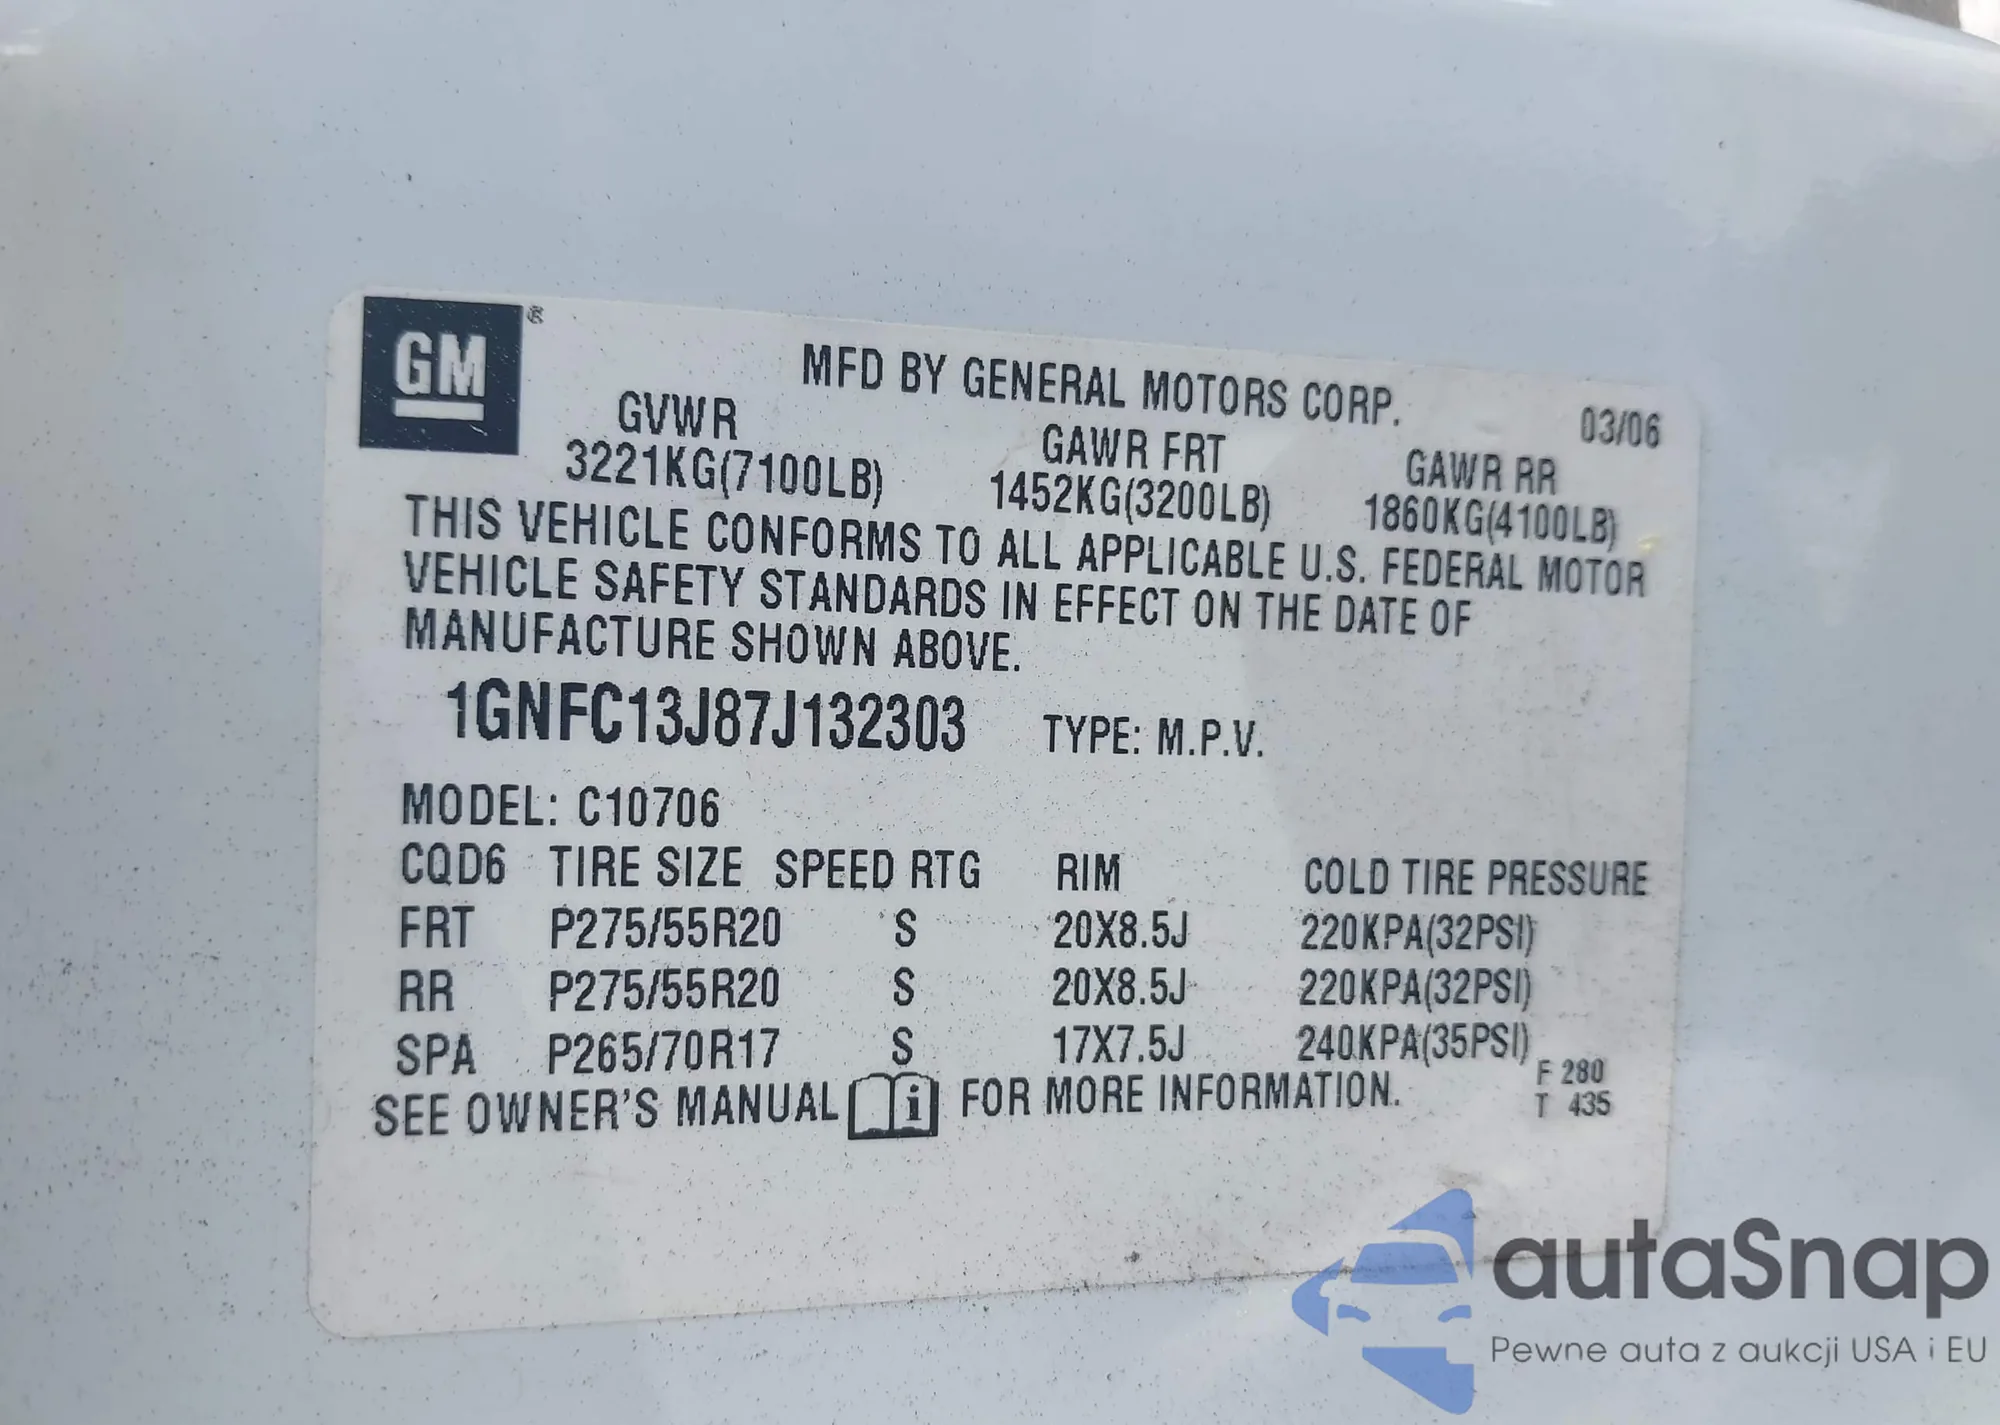 GM ®
MFD BY GENERAL MOTORS CORP.
03/06
GVWR GAWR FRT GAWR RR
3221KG(7100LB) 1452KG(3200LB) 1860KG(4100LB)
THIS VEHICLE CONFORMS TO ALL APPLICABLE U.S. FEDERAL MOTOR
VEHICLE SAFETY STANDARDS IN EFFECT ON THE DATE OF
MANUFACTURE SHOWN ABOVE.
1GNFC13J87J132303 TYPE: M.P.V.
MODEL: C10706
CQD6 TIRE SIZE SPEED RTG RIM COLD TIRE PRESSURE
FRT P275/55R20 S 20X8.5J 220KPA(32PSI)
RR P275/55R20 S 20X8.5J 220KPA(32PSI)
SPA P265/70R17 S 17X7.5J 240KPA(35PSI)
SEE OWNER'S MANUAL i FOR MORE INFORMATION.
F 280
T 435
autaSnap
Pewne auta z aukcji USA i EU